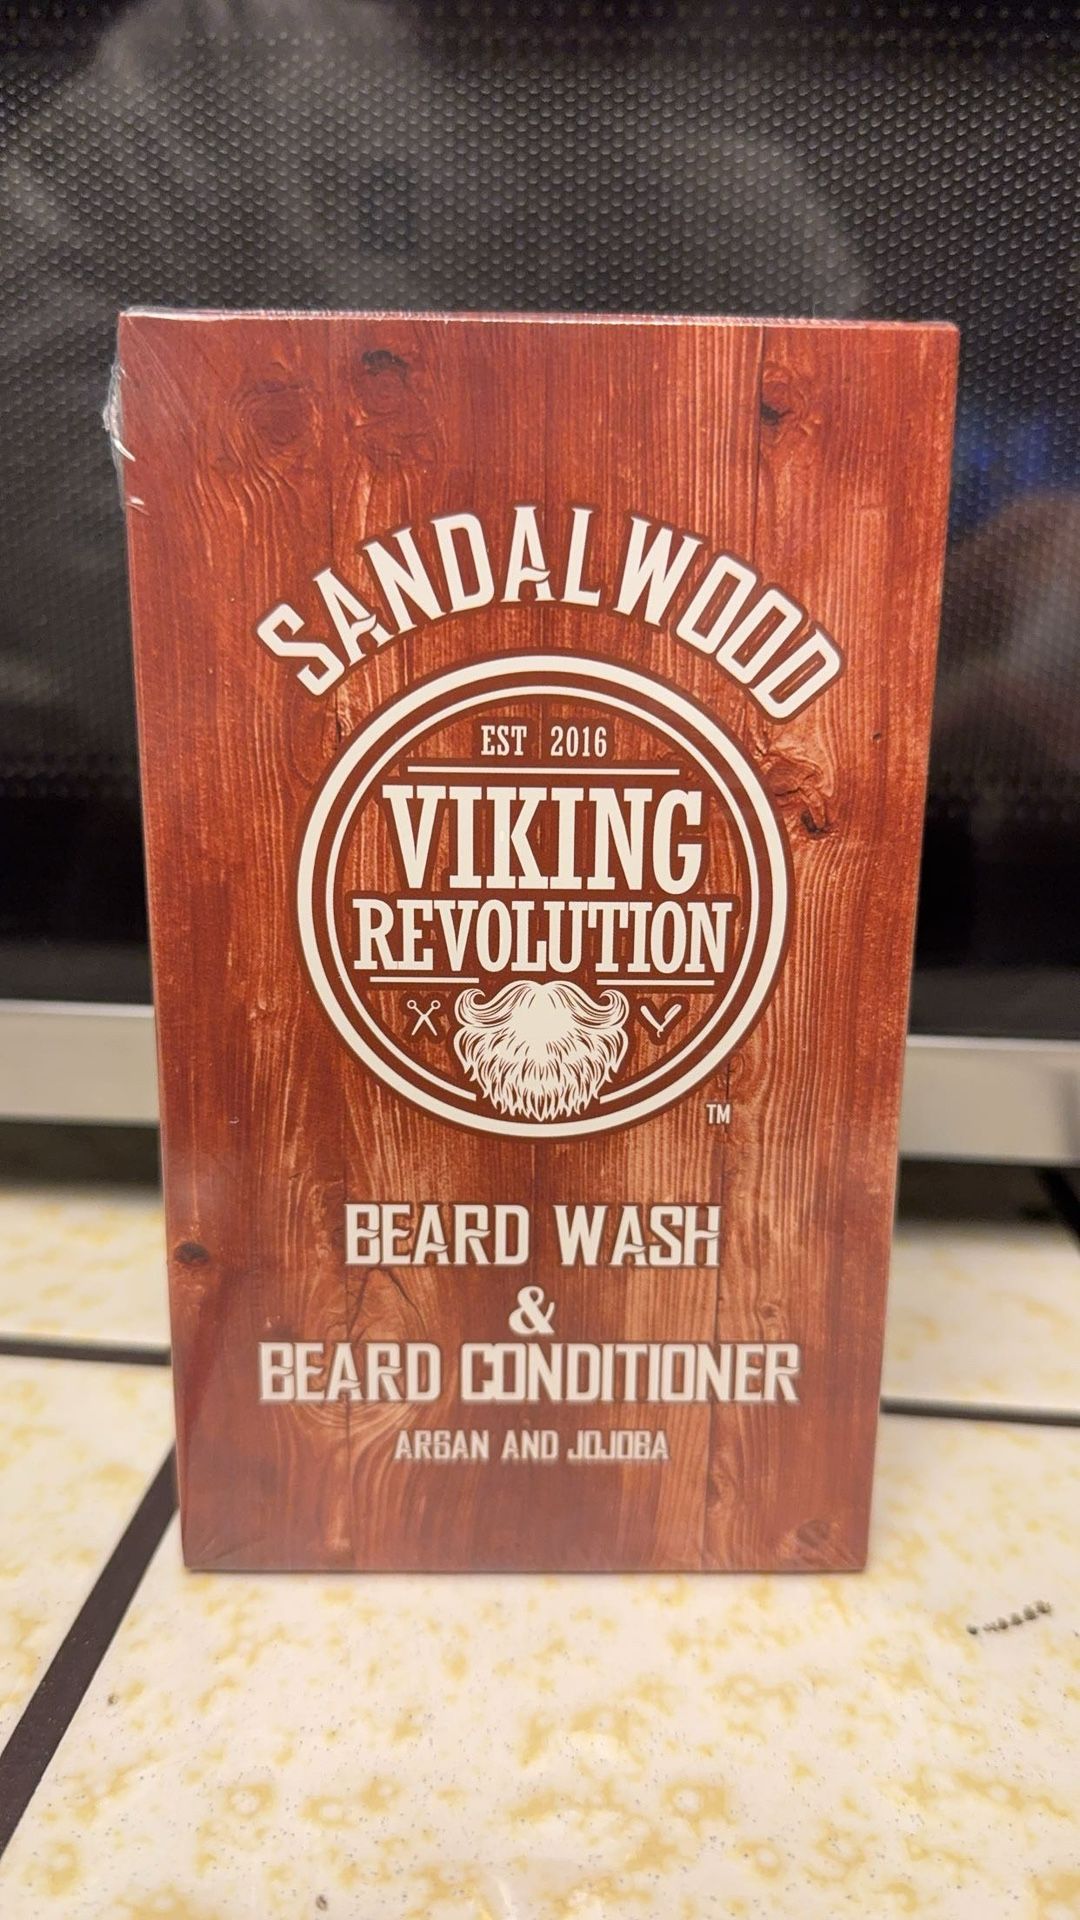 SANDALWOOD
EST 2016
VIKING
REVOLUTION
TM
BEARD WASH
&
BEARD CONDITIONER
ARGAN AND JOJOBA